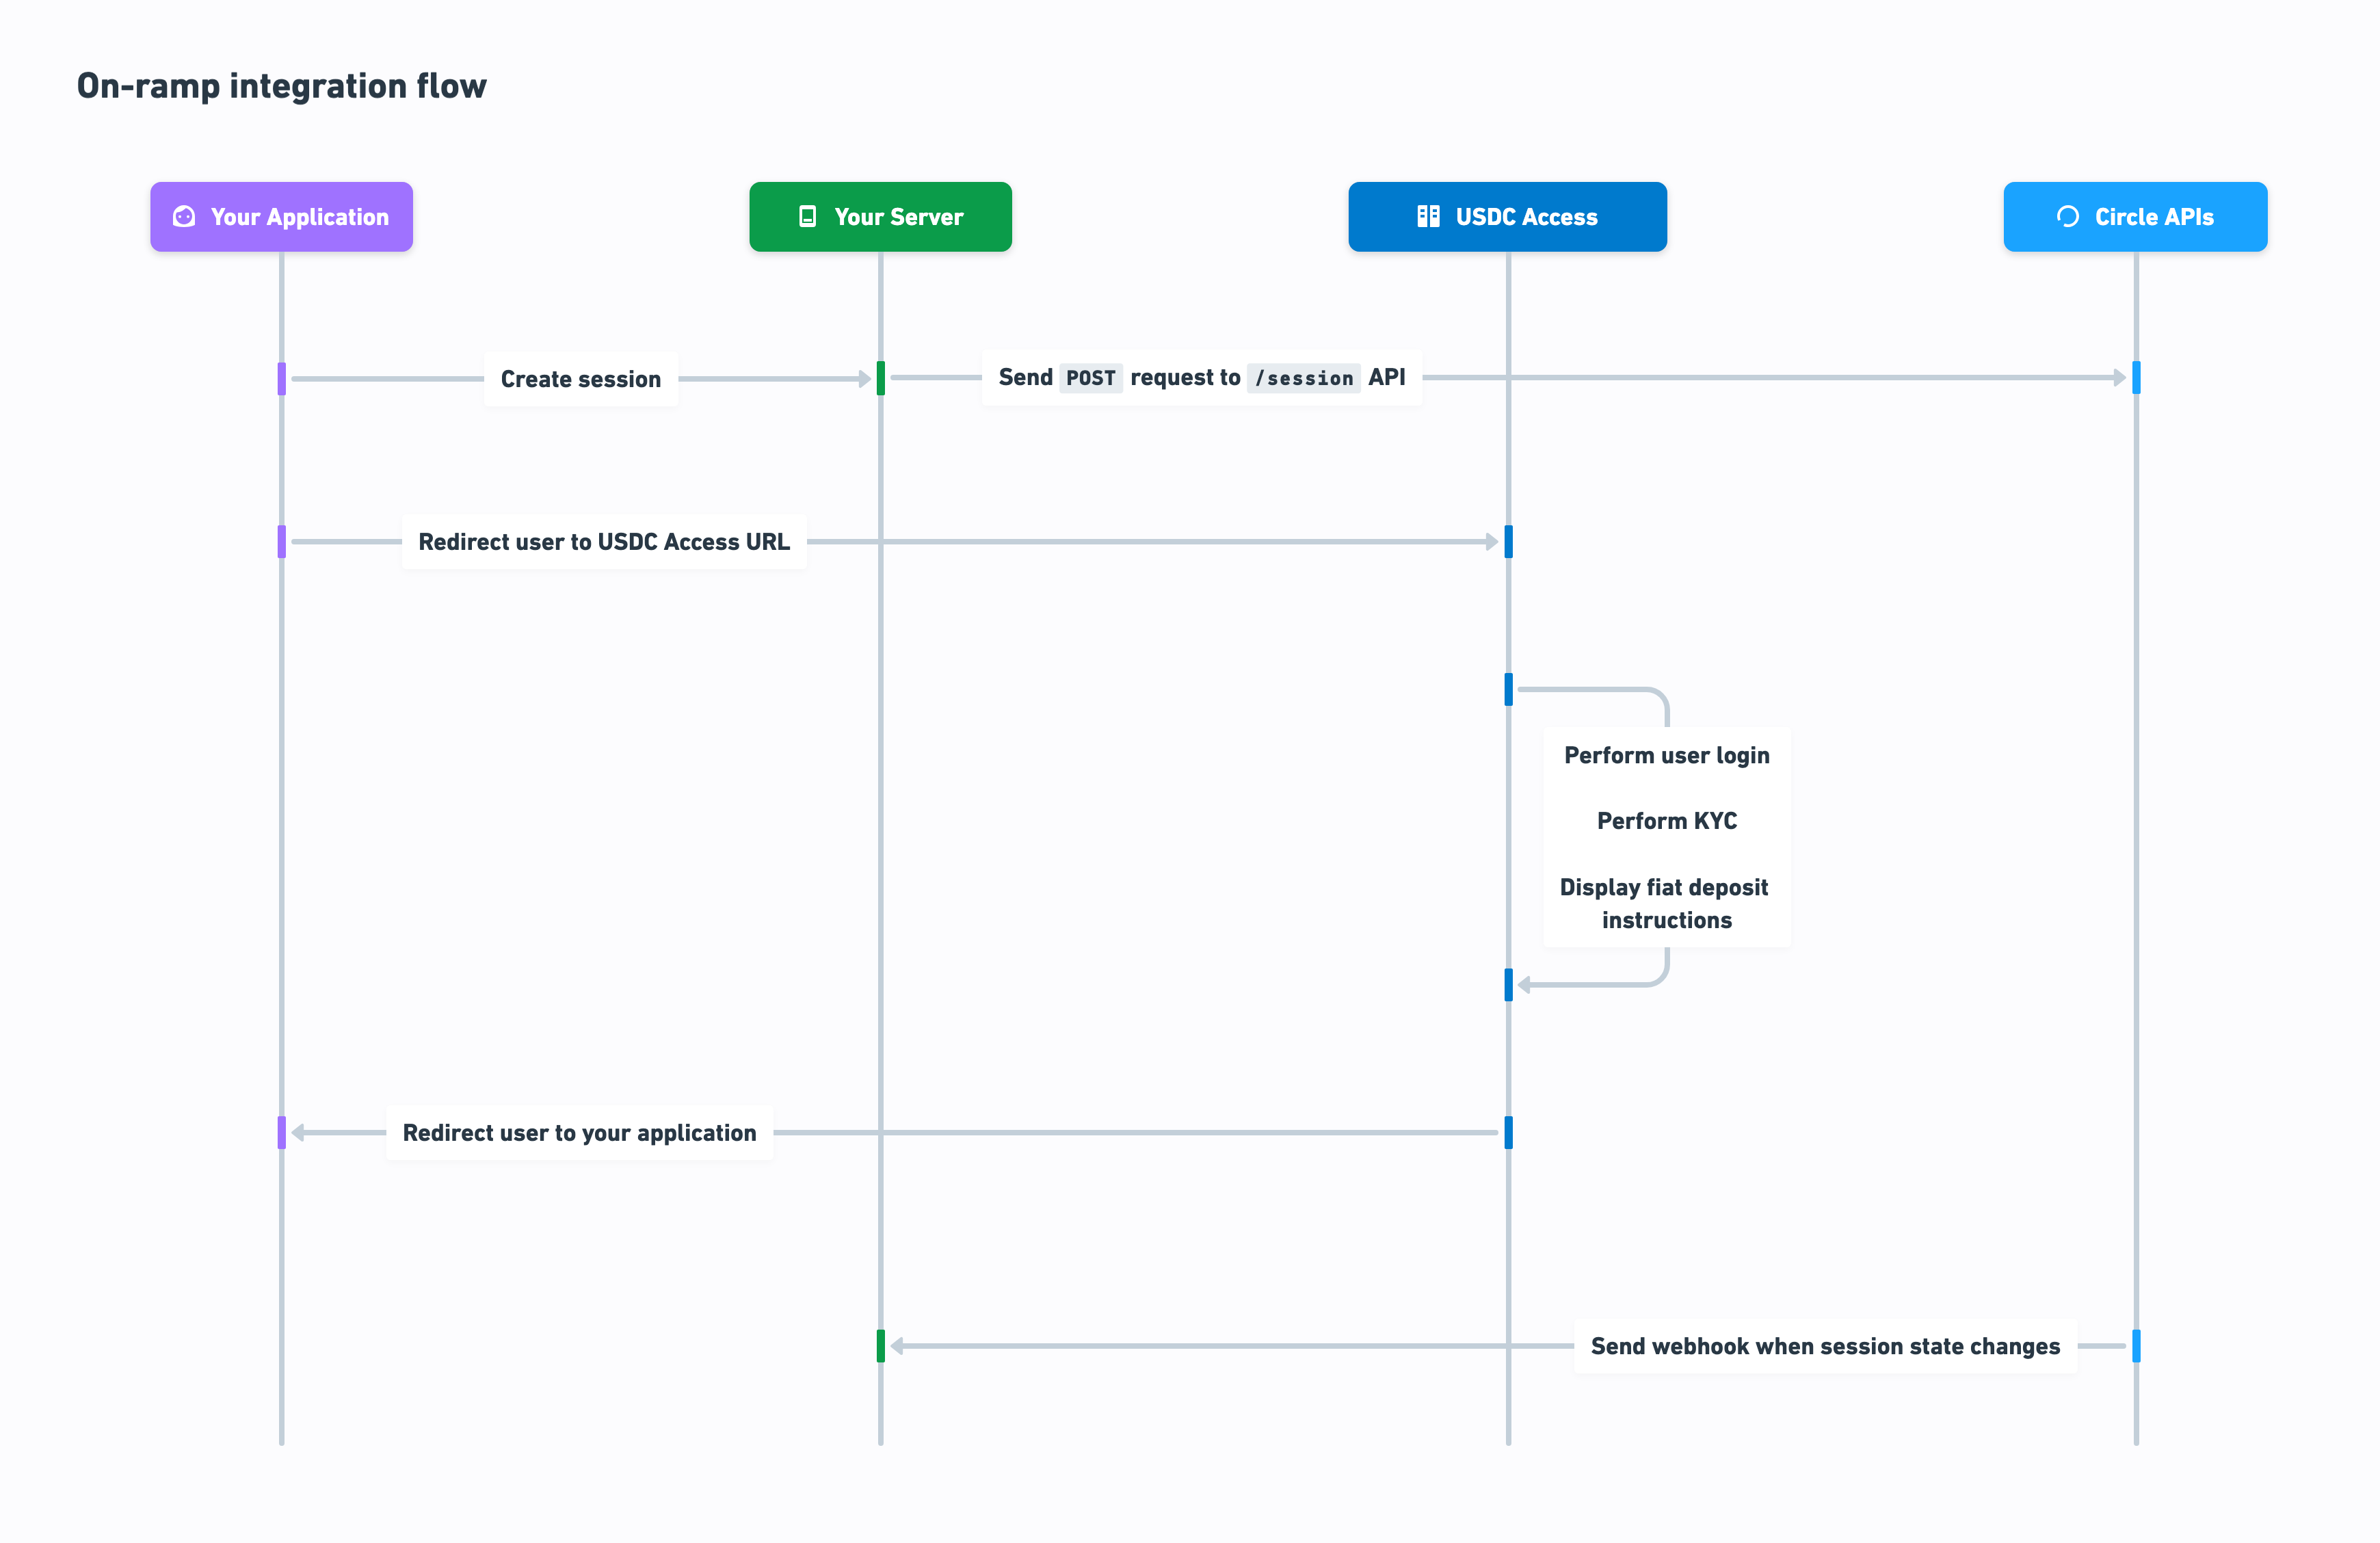 On-ramp integration flow
Your Application
Your Server
USDC Access
Circle APIs
Create session
Send POST request to /session API
Redirect user to USDC Access URL
Perform user login
Perform KYC
Display fiat deposit
instructions
Redirect user to your application
Send webhook when session state changes